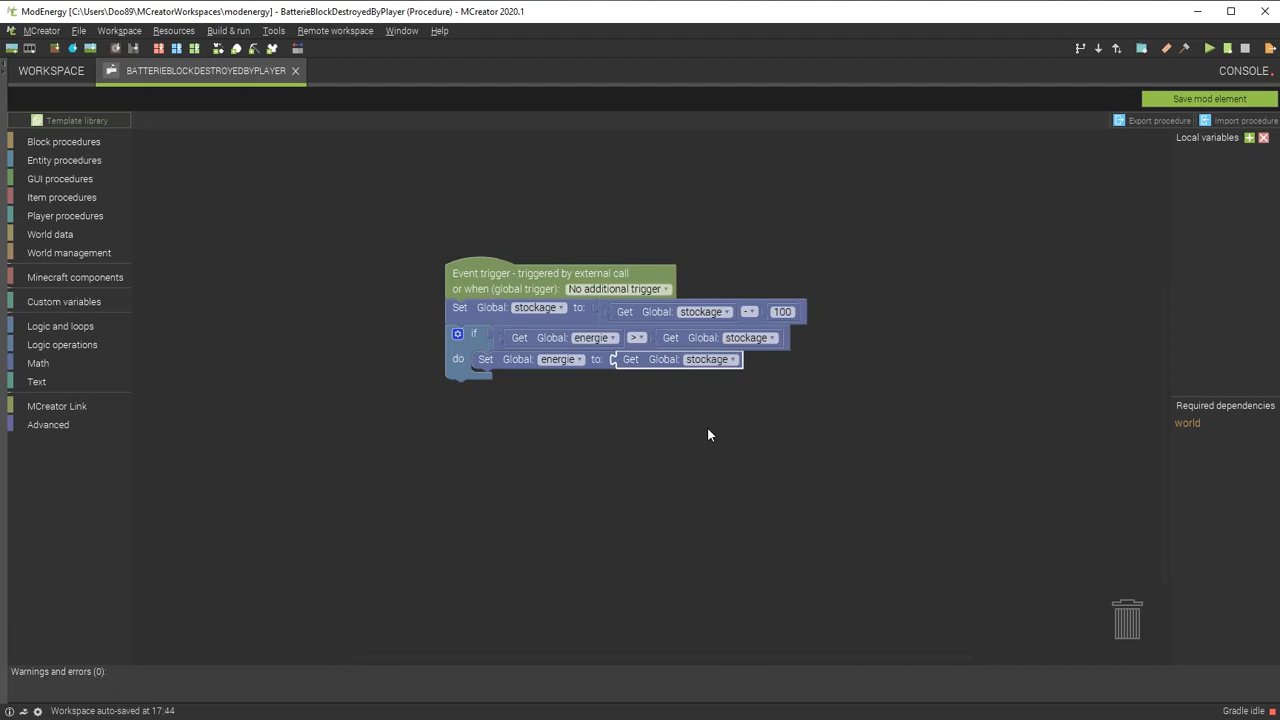 ModEnergy [C:\Users\Doo89\MCreatorWorkspaces\modenergy] - BatterieBlockDestroyedByPlayer (Procedure) - MCreator 2020.1
MCreator File Workspace Resources Build & run Tools Remote workspace Window Help
WORKSPACE BATTERIEBLOCKDESTROYEDBYPLAYER CONSOLE
Save mod element
Template library Export procedure Import procedure
Block procedures
Entity procedures
GUI procedures
Item procedures
Player procedures
World data
World management
Minecraft components
Custom variables
Logic and loops
Logic operations
Math
Text
MCreator Link
Advanced
Event trigger - triggered by external call
or when (global trigger): No additional trigger
Set Global: stockage to: Get Global: stockage - 100
if Get Global: energie > Get Global: stockage
do Set Global: energie to: Get Global: stockage
Local variables
Required dependencies
world
Warnings and errors (0):
Workspace auto-saved at 17:44 Gradle idle